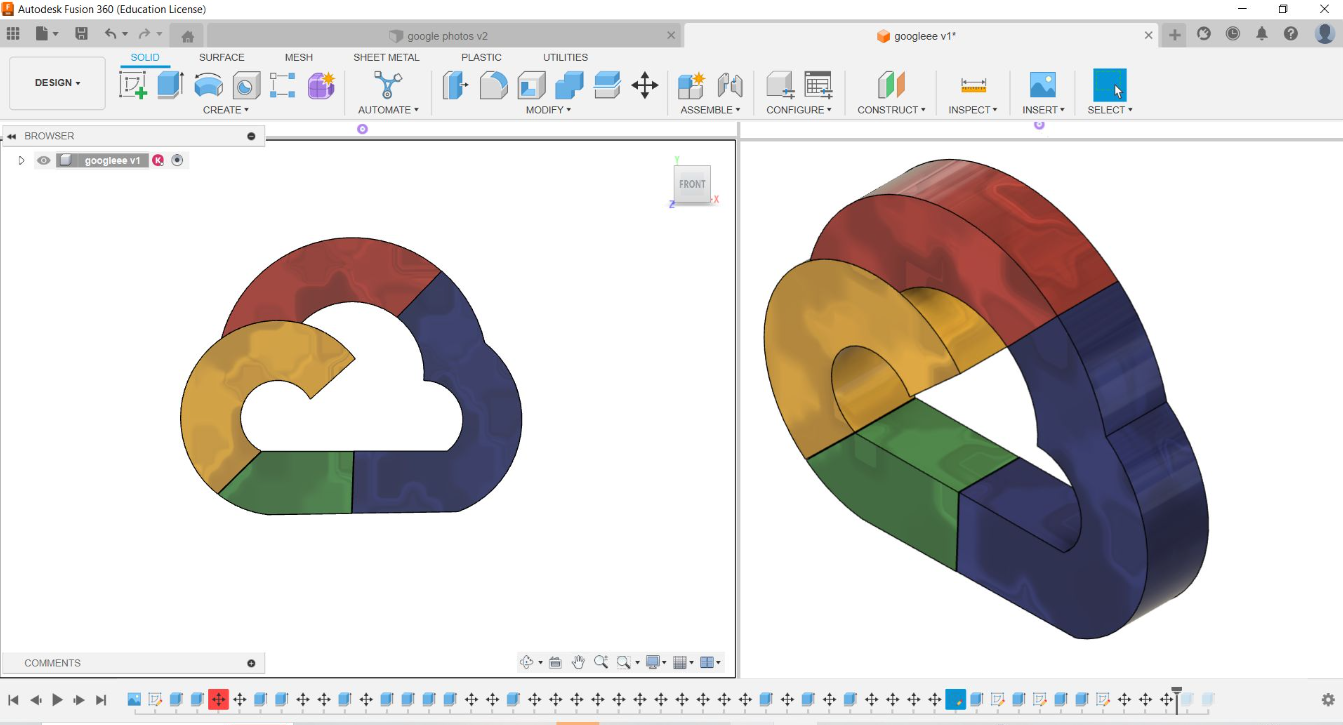 Autodesk Fusion 360 (Education License)
google photos v2
googleee v1*
DESIGN
SOLID SURFACE MESH SHEET METAL PLASTIC UTILITIES
CREATE AUTOMATE MODIFY ASSEMBLE CONFIGURE CONSTRUCT INSPECT INSERT SELECT
BROWSER
googleee v1 K
Y
FRONT
Z X
COMMENTS